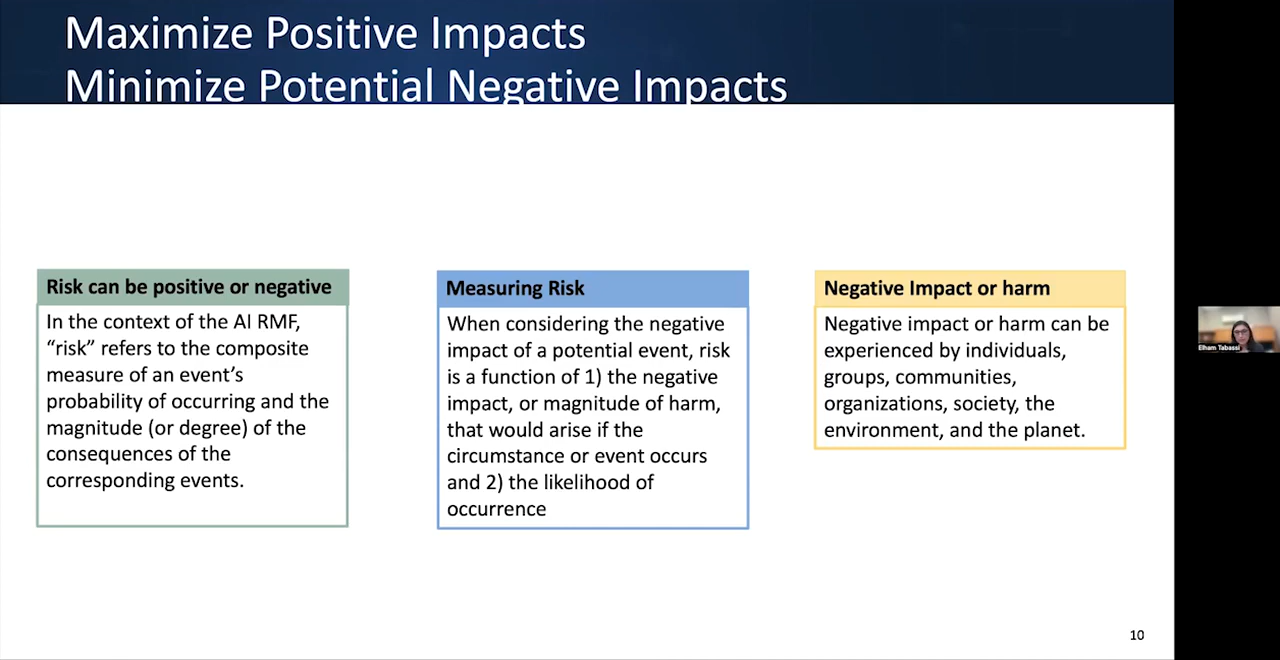 Maximize Positive Impacts
Minimize Potential Negative Impacts
Risk can be positive or negative
In the context of the AI RMF,
“risk” refers to the composite
measure of an event’s
probability of occurring and the
magnitude (or degree) of the
consequences of the
corresponding events.
Measuring Risk
When considering the negative
impact of a potential event, risk
is a function of 1) the negative
impact, or magnitude of harm,
that would arise if the
circumstance or event occurs
and 2) the likelihood of
occurrence
Negative Impact or harm
Negative impact or harm can be
experienced by individuals,
groups, communities,
organizations, society, the
environment, and the planet.
Elham Tabassi
10